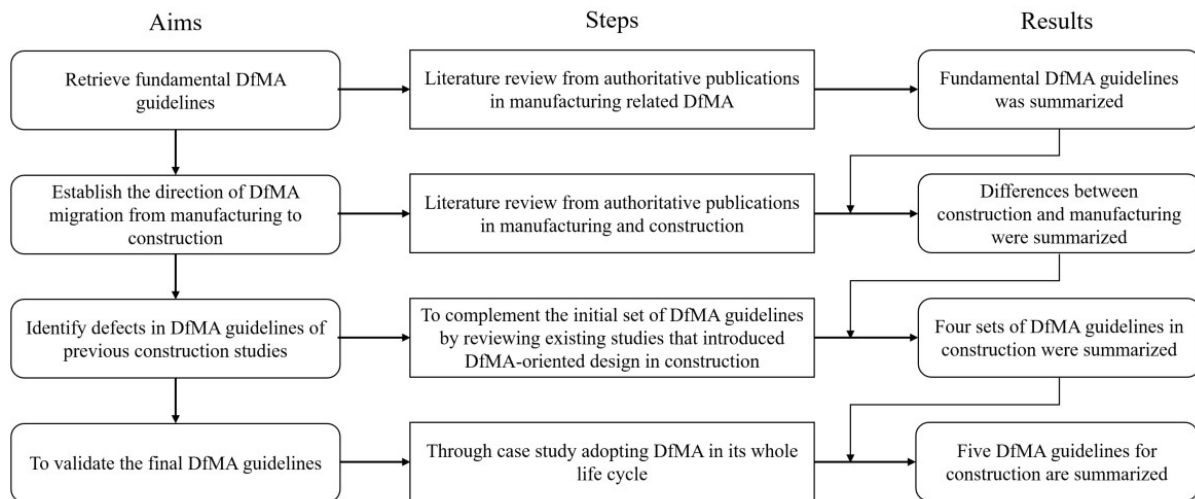 Aims
Steps
Results
Retrieve fundamental DfMA
guidelines
Literature review from authoritative publications
in manufacturing related DfMA
Fundamental DfMA guidelines
was summarized
Establish the direction of DfMA
migration from manufacturing to
construction
Literature review from authoritative publications
in manufacturing and construction
Differences between
construction and manufacturing
were summarized
Identify defects in DfMA guidelines of
previous construction studies
To complement the initial set of DfMA guidelines
by reviewing existing studies that introduced
DfMA-oriented design in construction
Four sets of DfMA guidelines in
construction were summarized
To validate the final DfMA guidelines
Through case study adopting DfMA in its whole
life cycle
Five DfMA guidelines for
construction are summarized